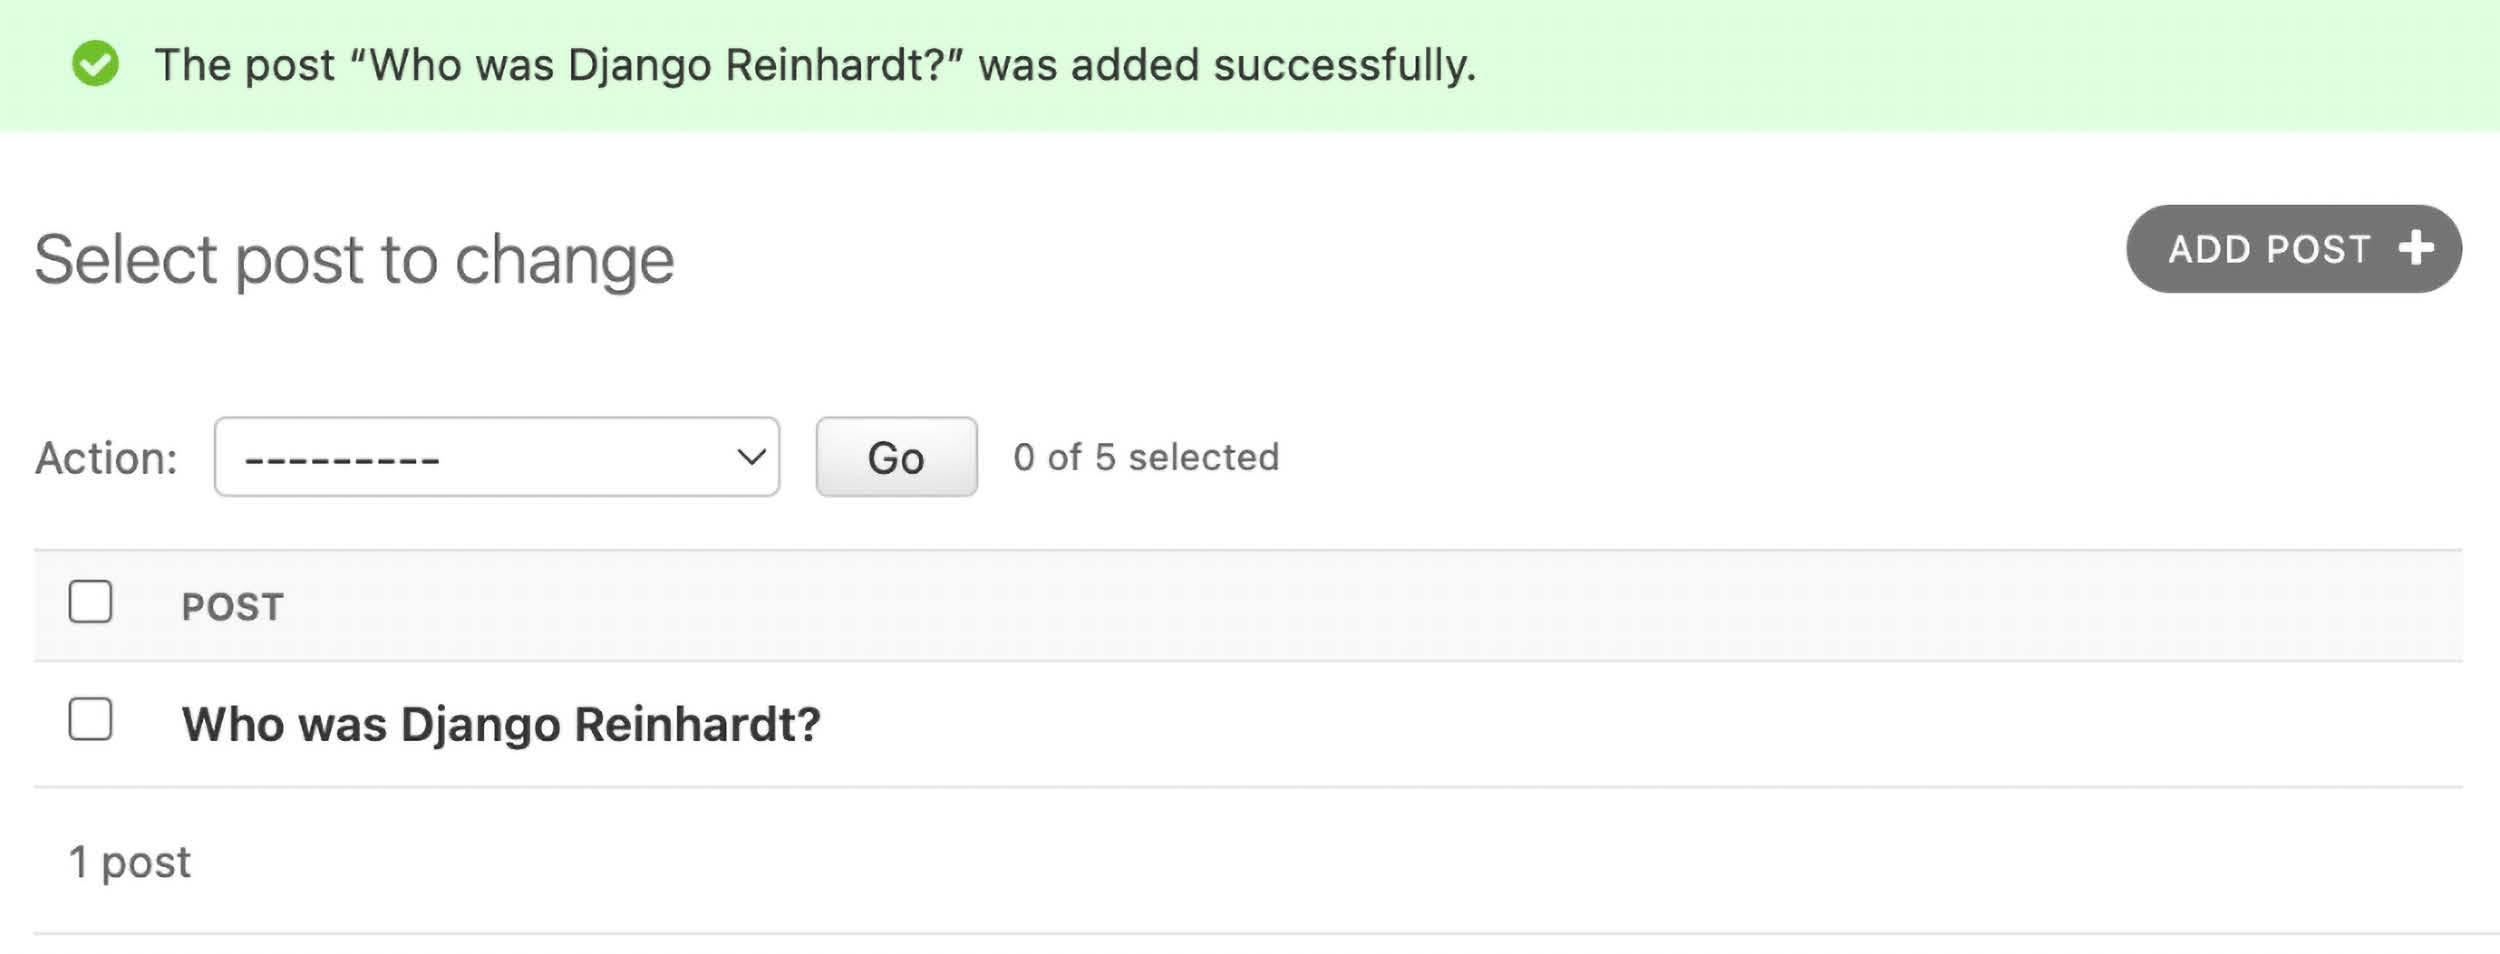 The post “Who was Django Reinhardt?” was added successfully.
Select post to change
ADD POST +
Action: --------- Go 0 of 5 selected
POST
Who was Django Reinhardt?
1 post